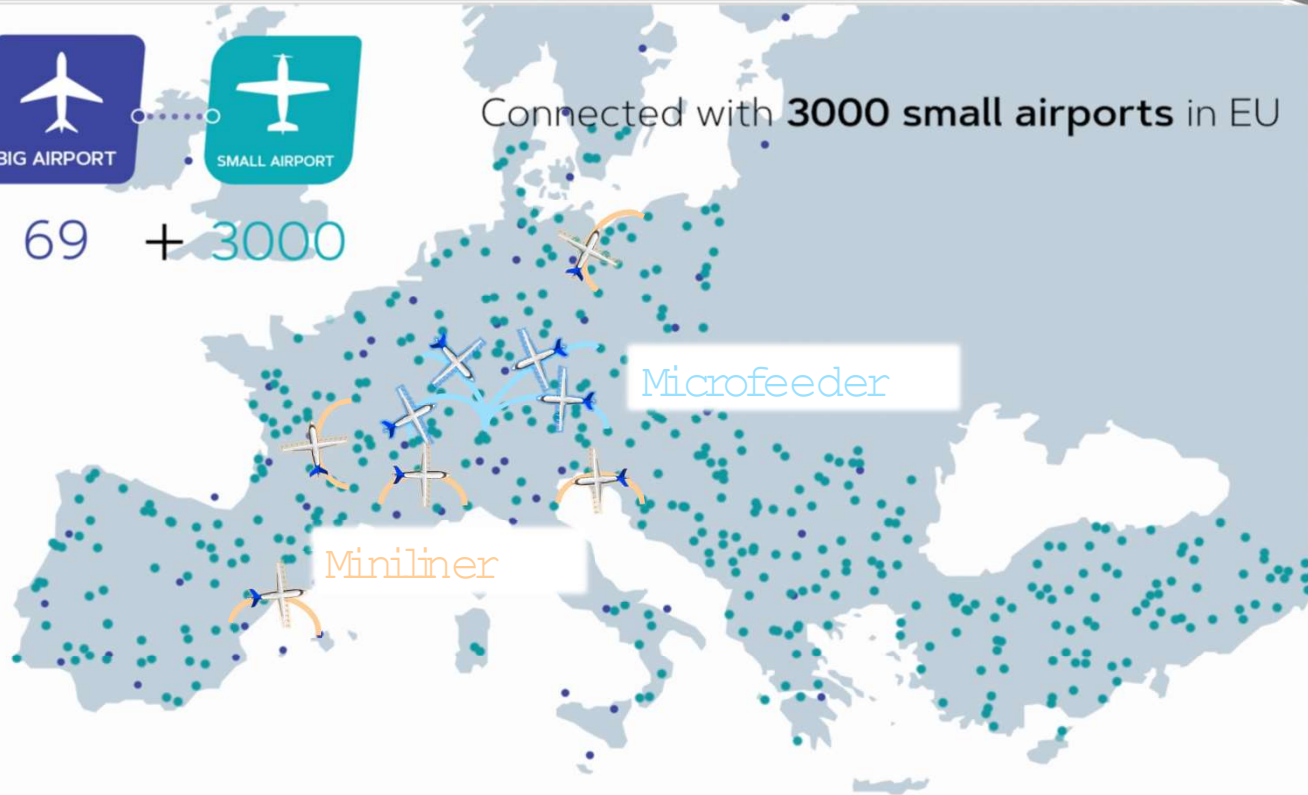 BIG AIRPORT
SMALL AIRPORT
Connected with 3000 small airports in EU
69 + 3000
Microfeeder
Miniliner